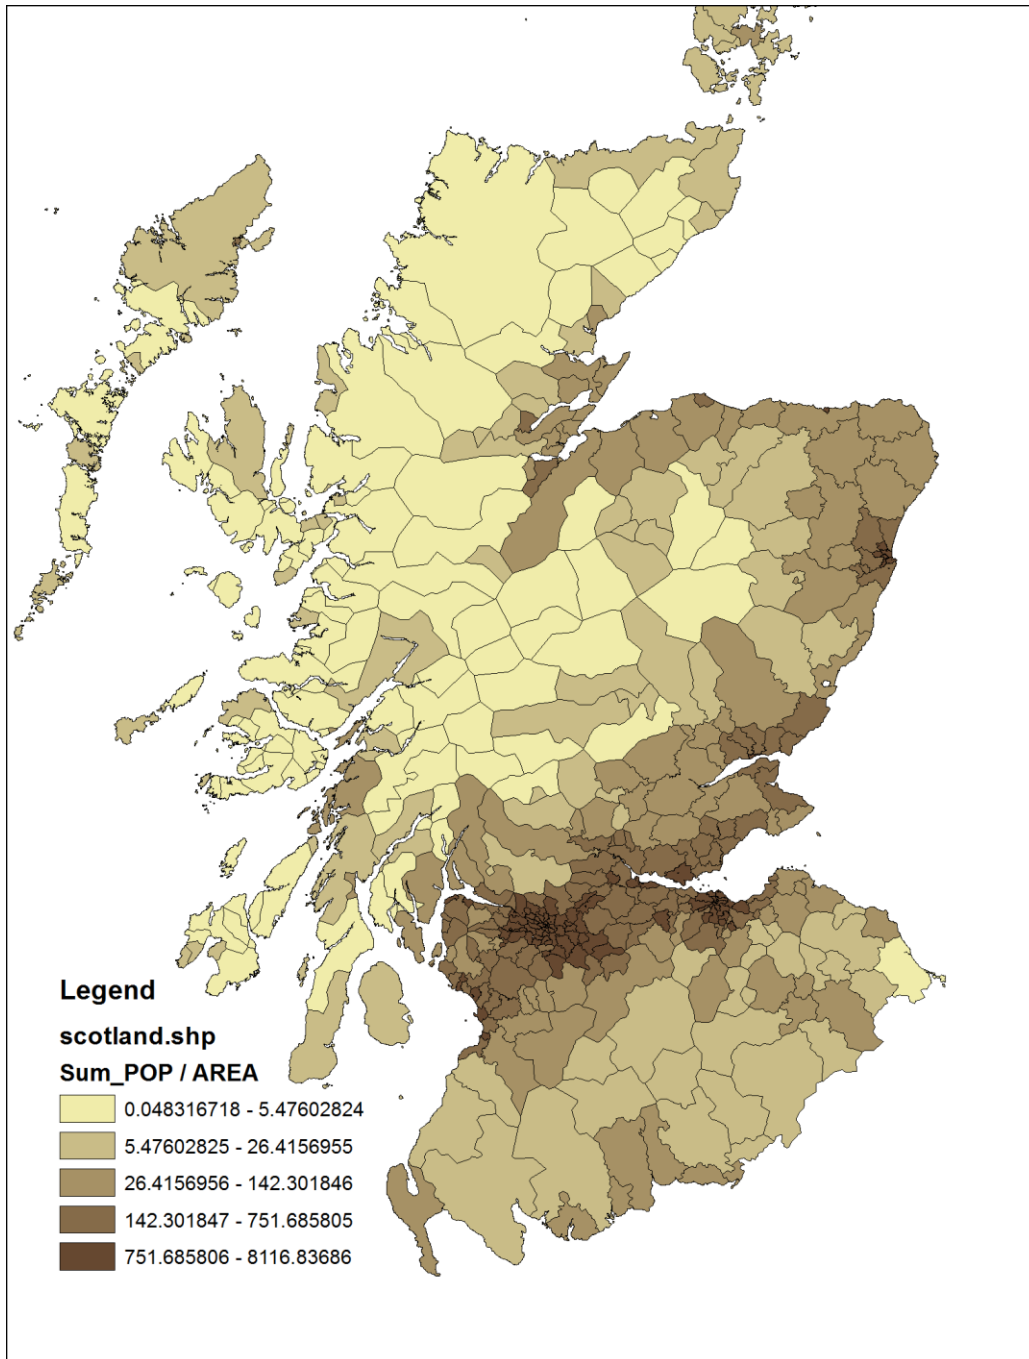 Legend
scotland.shp
Sum_POP / AREA
0.048316718 - 5.47602824
5.47602825 - 26.4156955
26.4156956 - 142.301846
142.301847 - 751.685805
751.685806 - 8116.83686